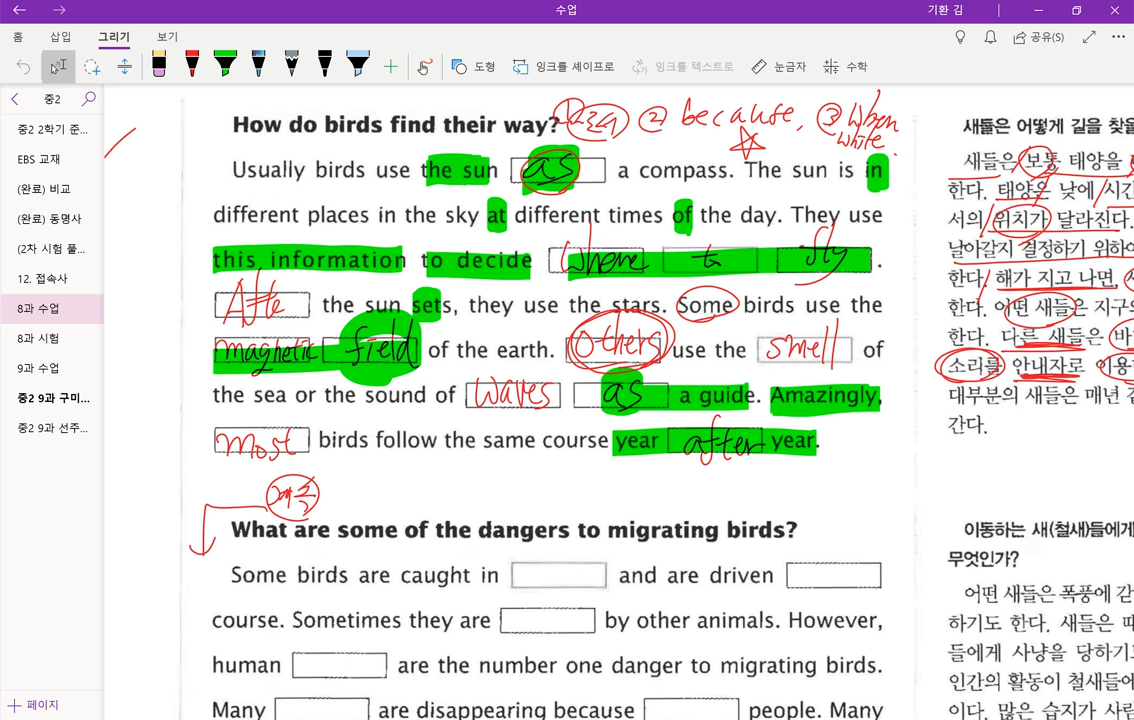 수업
기환 김
홈 삽입 그리기 보기
공유(S)
도형 잉크를 셰이프로 잉크를 텍스트로 눈금자 수학
중2
중2 2학기 준...
EBS 교재
(완료) 비교
(완료) 동명사
(2차 시험 풀...
12. 접속사
8과 수업
8과 시험
9과 수업
중2 9과 구미...
중2 9과 선주...
페이지
How do birds find their way? ② because, ③ when
while
Usually birds use the sun as a compass. The sun is in
different places in the sky at different times of the day. They use
this information to decide where to fly.
After the sun sets, they use the stars. Some birds use the
magnetic field of the earth. others use the smell of
the sea or the sound of waves as a guide. Amazingly,
most birds follow the same course year after year.
What are some of the dangers to migrating birds?
Some birds are caught in and are driven
course. Sometimes they are by other animals. However,
human are the number one danger to migrating birds.
Many are disappearing because people. Many
새들은 어떻게 길을 찾을
새들은 보통 태양을
한다. 태양은 낮에 시간
서의 위치가 달라진다.
날아갈지 결정하기 위하여
한다. 해가 지고 나면,
한다. 어떤 새들은 지구의
한다. 다른 새들은 바
소리를 안내자로 이용
대부분의 새들은 매년 같
간다.
이동하는 새(철새)들에게
무엇인가?
어떤 새들은 폭풍에 갇
하기도 한다. 새들은 때
들에게 사냥을 당하기도
인간의 활동이 철새들에
이다. 많은 습지가 사람